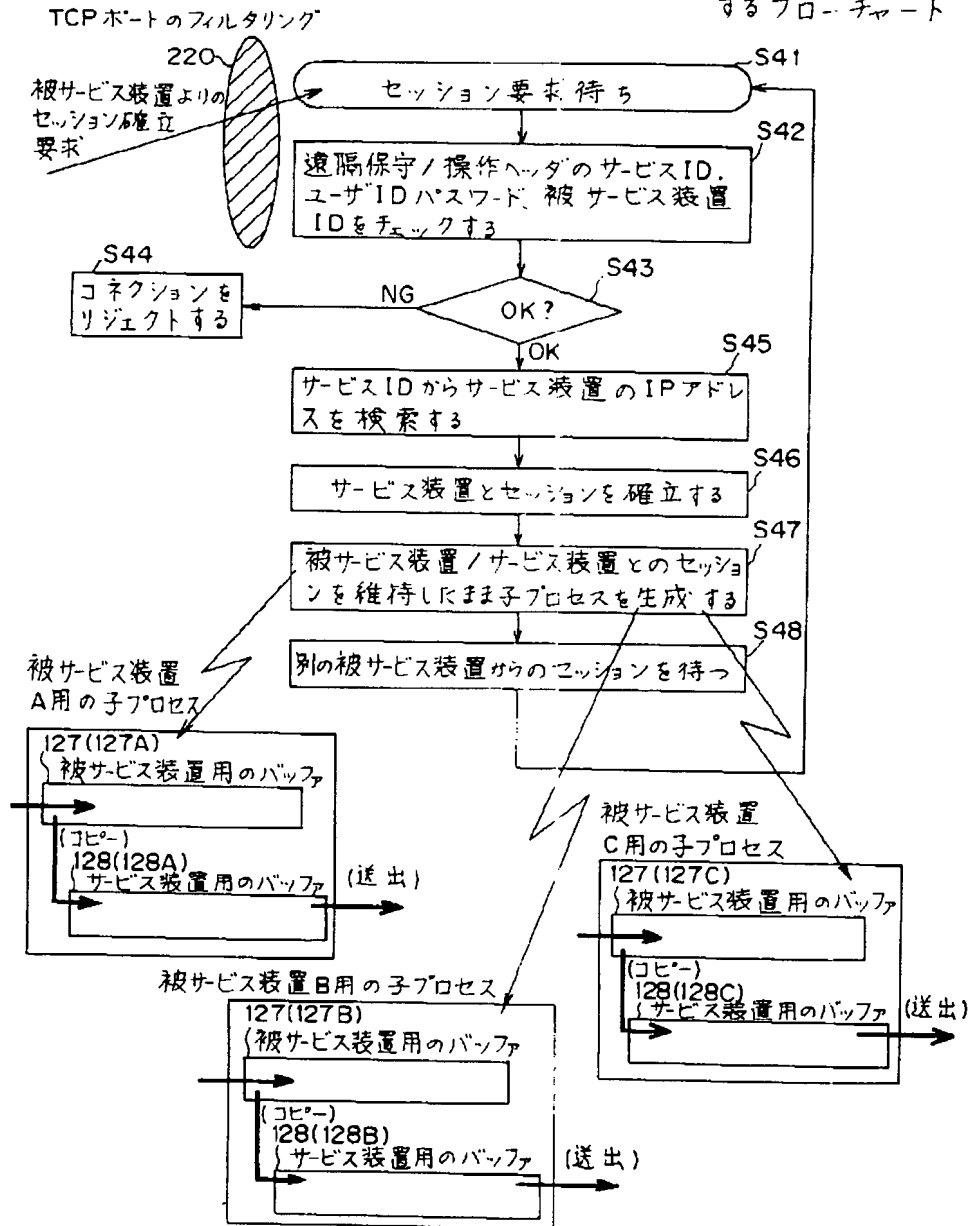 するフローチャート
TCPポートのフィルタリング
220
被サービス装置よりの
セッション確立
要求
S41
セッション要求待ち
S42
遠隔保守/操作ヘッダのサービスID.
ユーザIDパスワード、被サービス装置
IDをチェックする
S43
OK?
NG
S44
コネクションを
リジェクトする
OK
S45
サービスIDからサービス装置のIPアドレ
スを検索する
S46
サービス装置とセッションを確立する
S47
被サービス装置/サービス装置とのセッショ
ンを維持したまま子プロセスを生成する
S48
別の被サービス装置からのセッションを待つ
被サービス装置
A用の子プロセス
127(127A)
被サービス装置用のバッファ
(コピー)
128(128A)
サービス装置用のバッファ
(送出)
被サービス装置B用の子プロセス
127(127B)
被サービス装置用のバッファ
(コピー)
128(128B)
サービス装置用のバッファ
(送出)
被サービス装置
C用の子プロセス
127(127C)
被サービス装置用のバッファ
(コピー)
128(128C)
サービス装置用のバッファ
(送出)